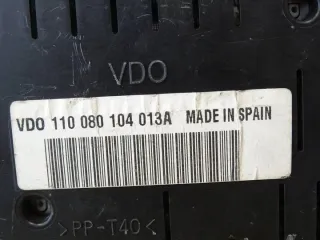 VDO
VDO 110 080 104 013A MADE IN SPAIN
>PP-T40<